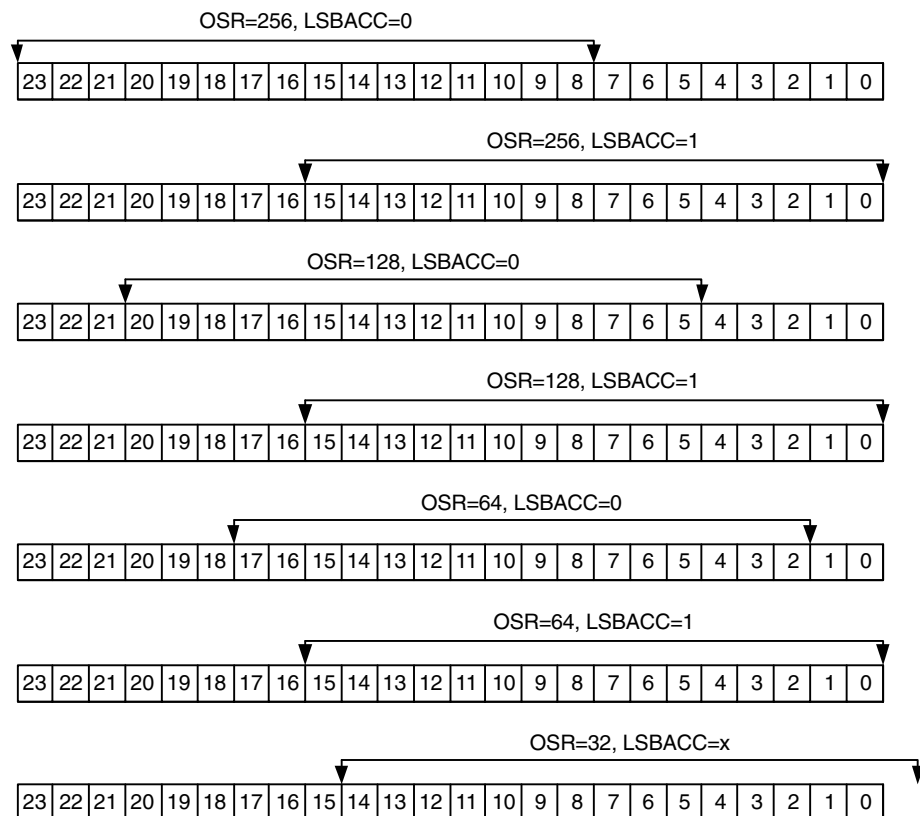 OSR=256, LSBACC=0
23 22 21 20 19 18 17 16 15 14 13 12 11 10 9 8 7 6 5 4 3 2 1 0
OSR=256, LSBACC=1
23 22 21 20 19 18 17 16 15 14 13 12 11 10 9 8 7 6 5 4 3 2 1 0
OSR=128, LSBACC=0
23 22 21 20 19 18 17 16 15 14 13 12 11 10 9 8 7 6 5 4 3 2 1 0
OSR=128, LSBACC=1
23 22 21 20 19 18 17 16 15 14 13 12 11 10 9 8 7 6 5 4 3 2 1 0
OSR=64, LSBACC=0
23 22 21 20 19 18 17 16 15 14 13 12 11 10 9 8 7 6 5 4 3 2 1 0
OSR=64, LSBACC=1
23 22 21 20 19 18 17 16 15 14 13 12 11 10 9 8 7 6 5 4 3 2 1 0
OSR=32, LSBACC=x
23 22 21 20 19 18 17 16 15 14 13 12 11 10 9 8 7 6 5 4 3 2 1 0